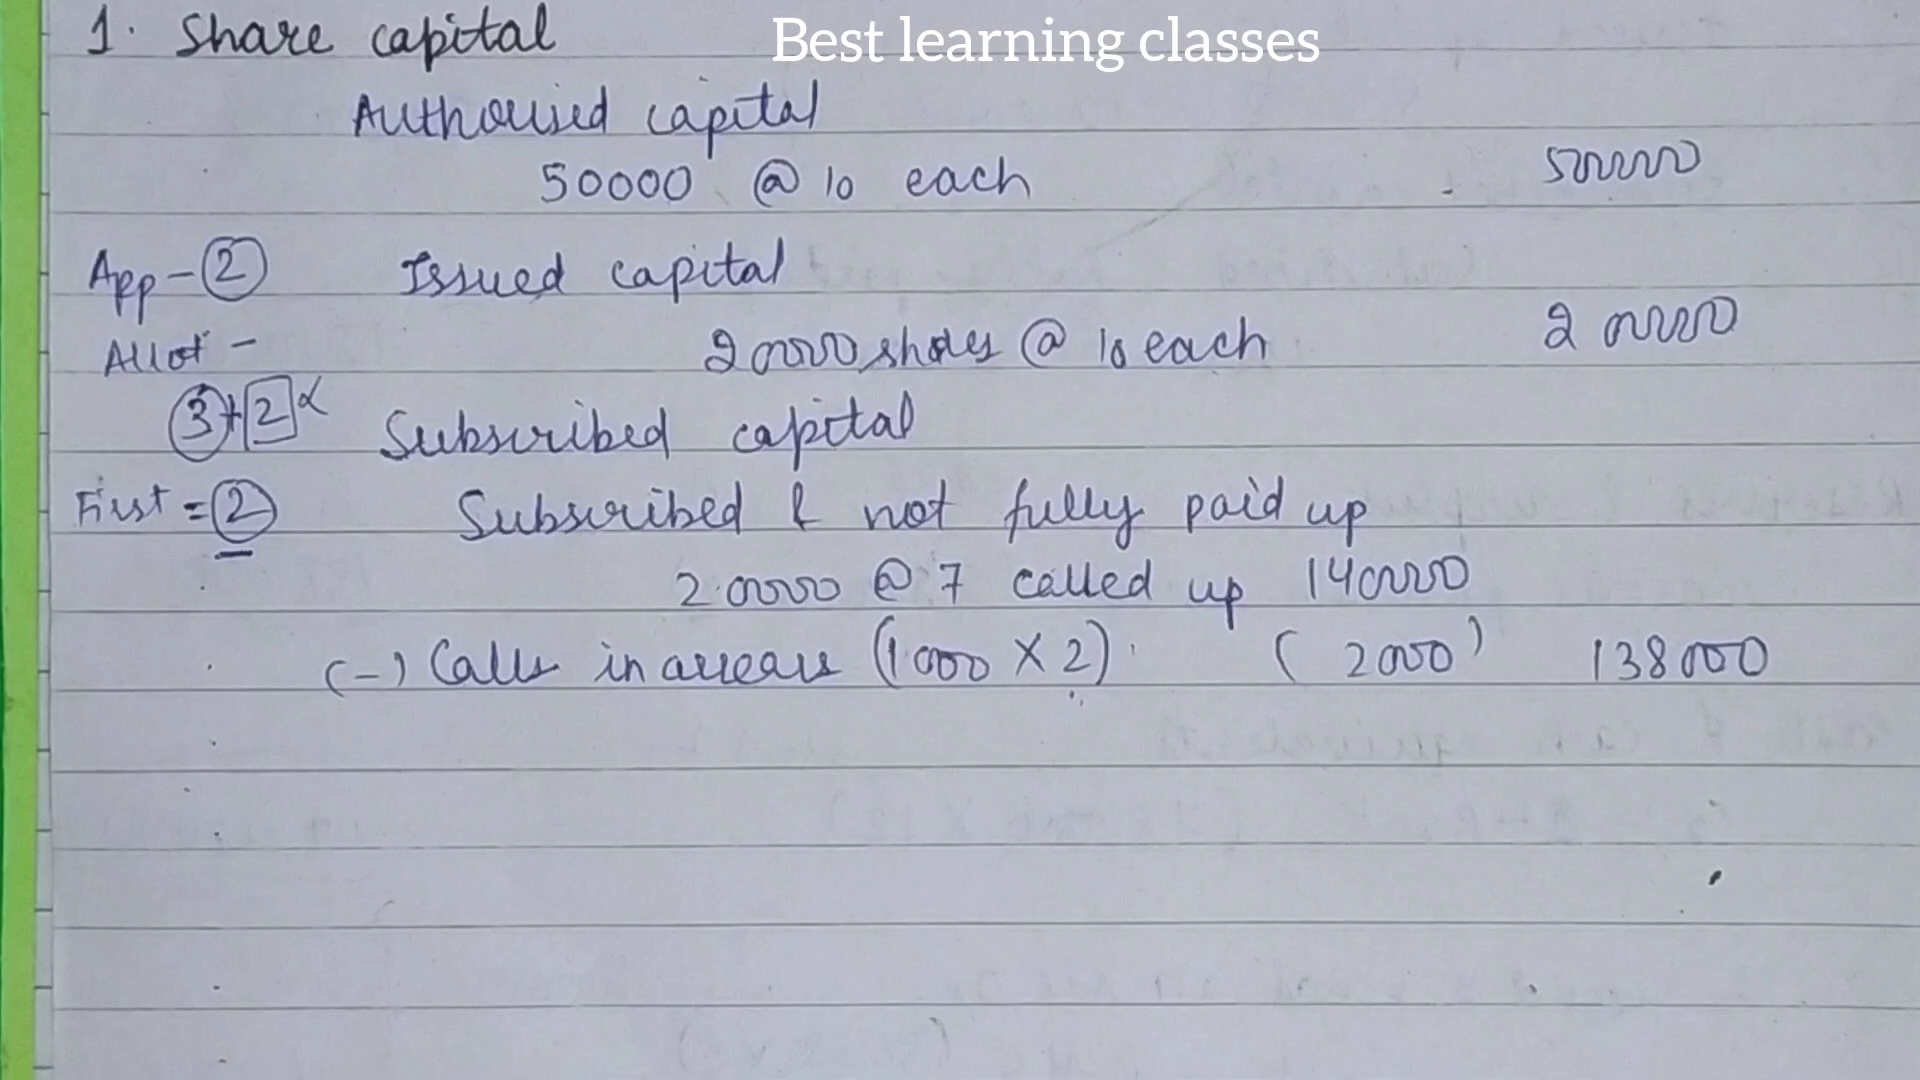 1. Share capital
Best learning classes
Authorised capital
50000 @ 10 each 500000
App - 2 Issued capital
Allot - 20000 shares @ 10 each 200000
3 + 2 Subscribed capital
First = 2 Subscribed & not fully paid up
20000 @ 7 called up 140000
(-) Calls in arrears (1000 X 2) (2000) 138000